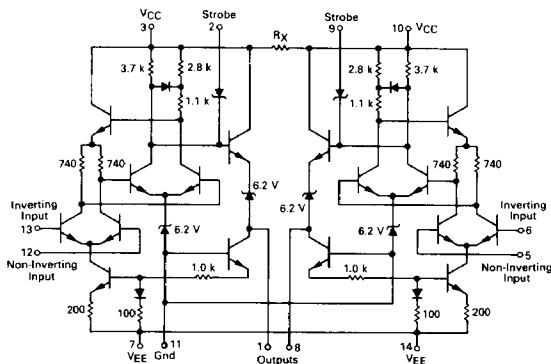 VCC
3
Strobe
2
RX
Strobe
9
10
VCC
3.7 k
2.8 k
1.1 k
2.8 k
3.7 k
1.1 k
740
740
740
740
6.2 V
6.2 V
6.2 V
6.2 V
Inverting
Input
13
12
Non-Inverting
Input
Inverting
Input
6
5
Non-Inverting
Input
1.0 k
1.0 k
200
100
100
200
7
VEE
11
Gnd
1
8
Outputs
14
VEE